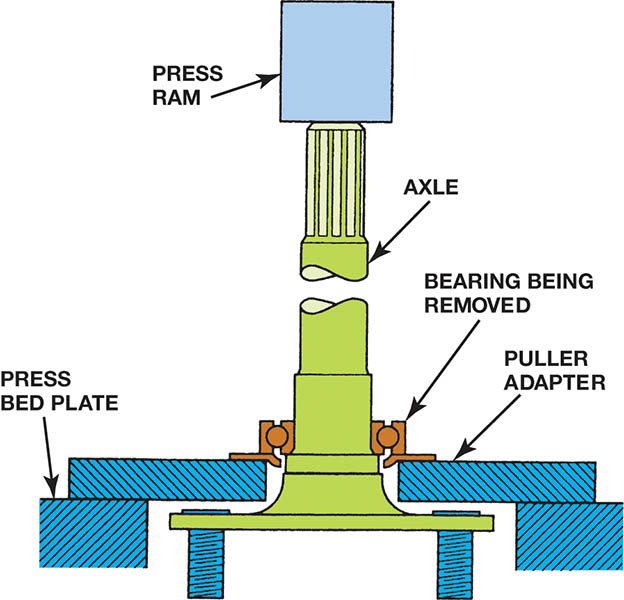 PRESS
RAM
AXLE
BEARING BEING
REMOVED
PULLER
ADAPTER
PRESS
BED PLATE